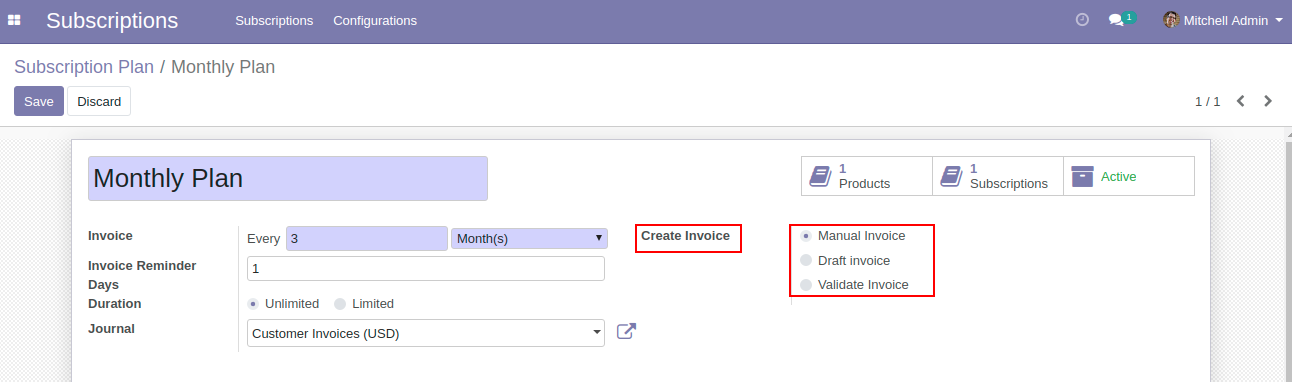 Subscriptions Subscriptions Configurations 1 Mitchell Admin
Subscription Plan / Monthly Plan
Save Discard 1 / 1
Monthly Plan
1
Products
1
Subscriptions
Active
Invoice Every 3 Month(s)
Create Invoice
Manual Invoice
Draft invoice
Validate Invoice
Invoice Reminder
Days
1
Duration Unlimited Limited
Journal Customer Invoices (USD)